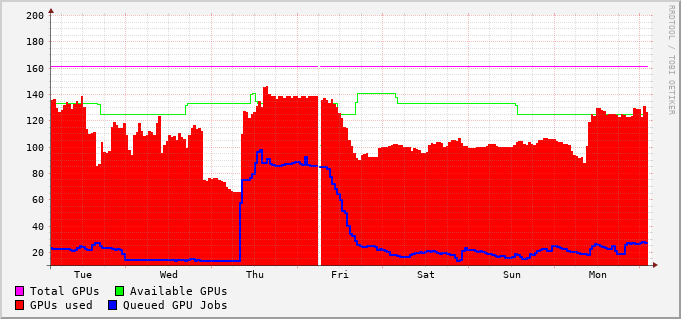 200
180
160
140
120
100
80
60
40
20
Tue Wed Thu Fri Sat Sun Mon
Total GPUs Available GPUs
GPUs used Queued GPU Jobs
RRDTOOL / TOBI OETIKER